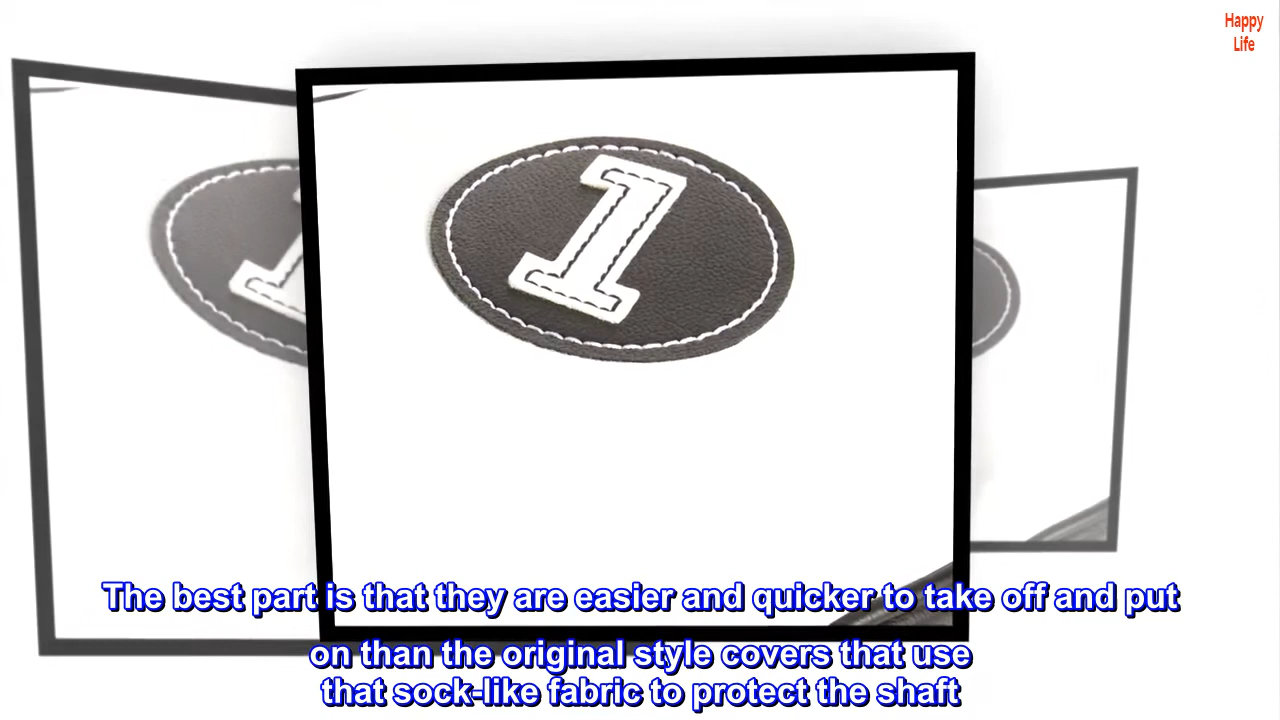 Happy
Life
1
The best part is that they are easier and quicker to take off and put
on than the original style covers that use
that sock-like fabric to protect the shaft